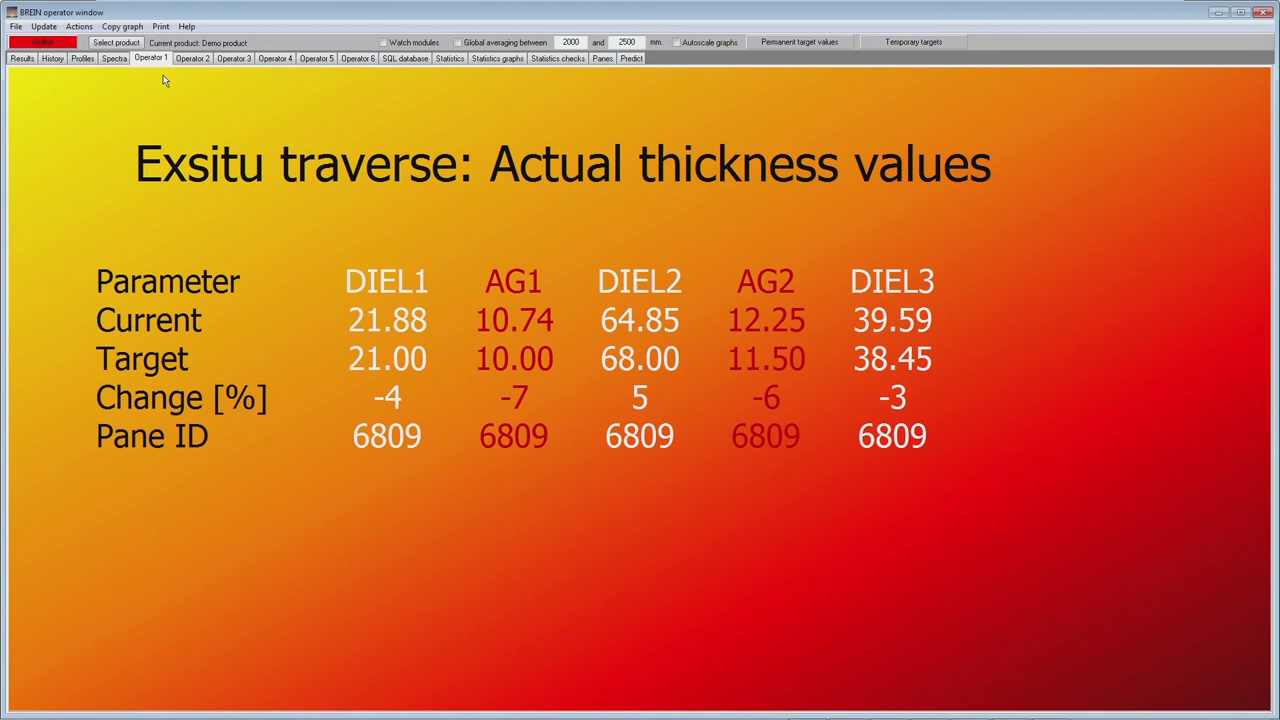 BREIN operator window
File Update Actions Copy graph Print Help
Online Select product Current product: Demo product Watch modules Global averaging between 2000 and 2500 mm. Autoscale graphs Permanent target values Temporary targets
Results History Profiles Spectra Operator 1 Operator 2 Operator 3 Operator 4 Operator 5 Operator 6 SQL database Statistics Statistics graphs Statistics checks Panes Predict
Exsitu traverse: Actual thickness values
Parameter DIEL1 AG1 DIEL2 AG2 DIEL3
Current 21.88 10.74 64.85 12.25 39.59
Target 21.00 10.00 68.00 11.50 38.45
Change [%] -4 -7 5 -6 -3
Pane ID 6809 6809 6809 6809 6809